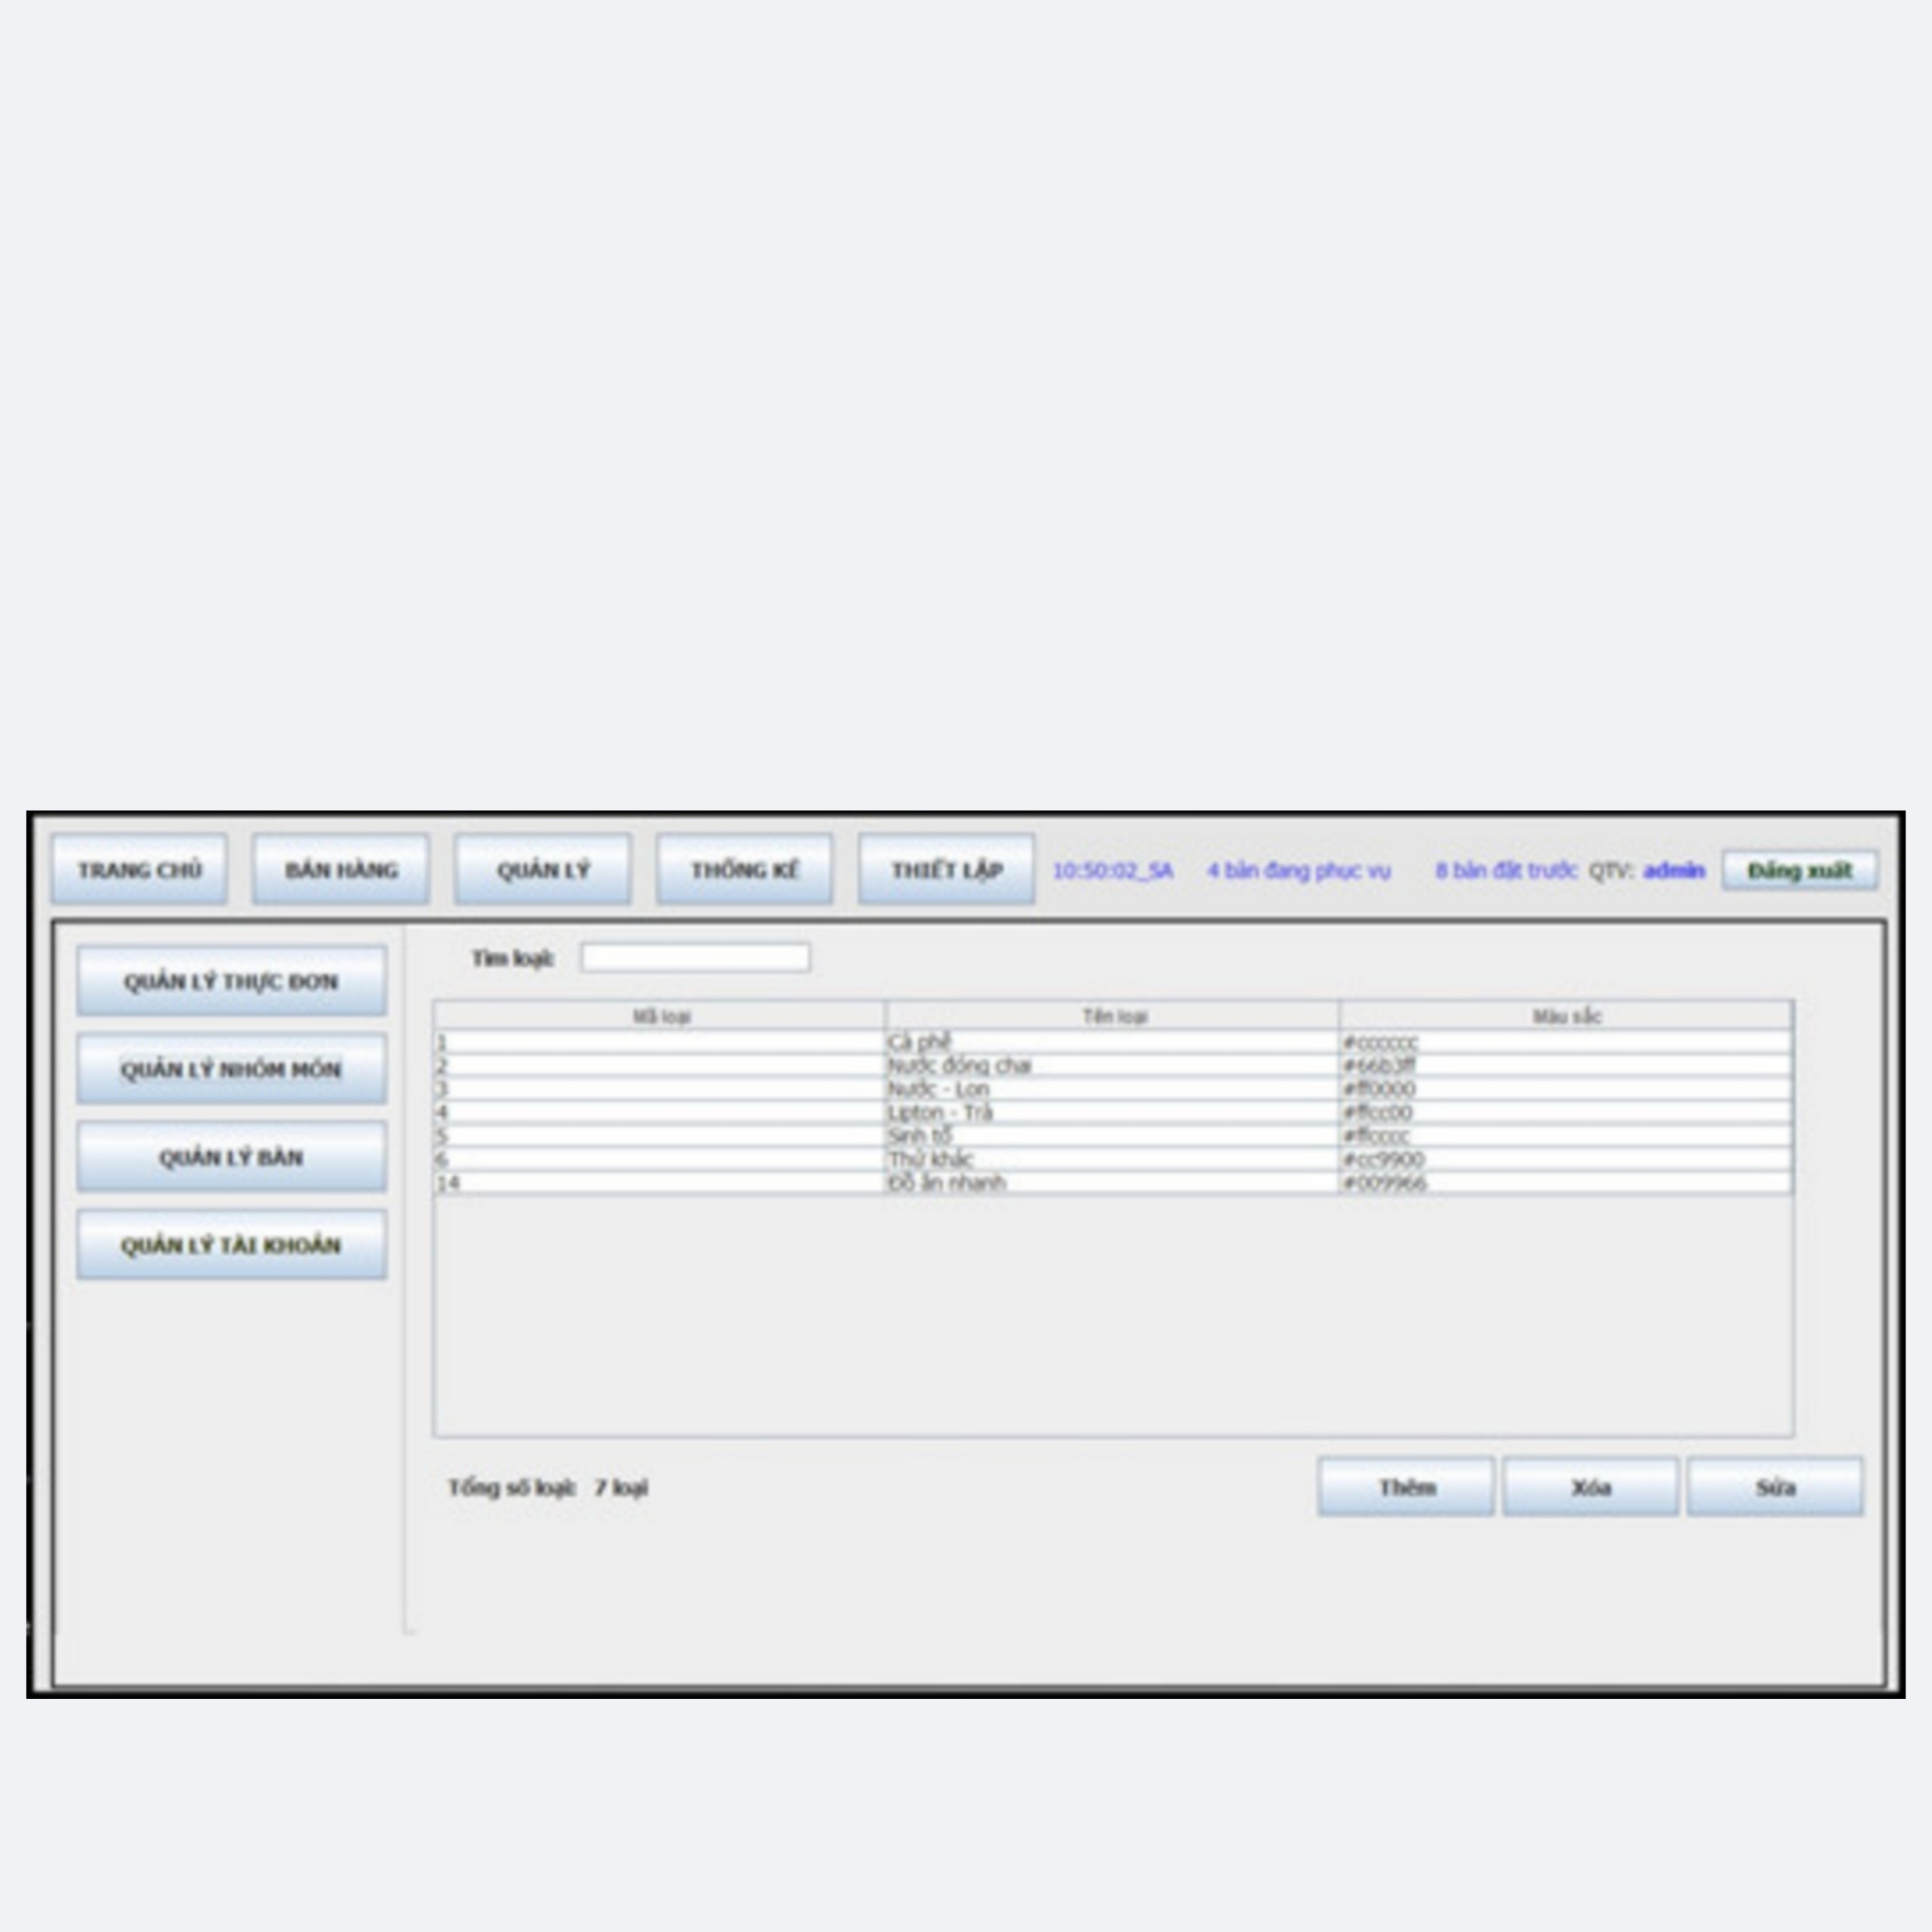 TRANG CHỦ BÁN HÀNG QUẢN LÝ THỐNG KÊ THIẾT LẬP 10:50:02_SA 4 bàn đang phục vụ 8 bàn đặt trước QTV: admin Đăng xuất
QUẢN LÝ THỰC ĐƠN
QUẢN LÝ NHÓM MÓN
QUẢN LÝ BÀN
QUẢN LÝ TÀI KHOẢN
Tìm loại:
Mã loại Tên loại Màu sắc
1 Cà phê #cccccc
2 Nước đóng chai #66b3ff
3 Nước - Lon #ff0000
4 Lipton - Trà #ffcc00
5 Sinh tố #ffcccc
6 Thứ khác #cc9900
14 Đồ ăn nhanh #009966
Tổng số loại: 7 loại
Thêm Xóa Sửa